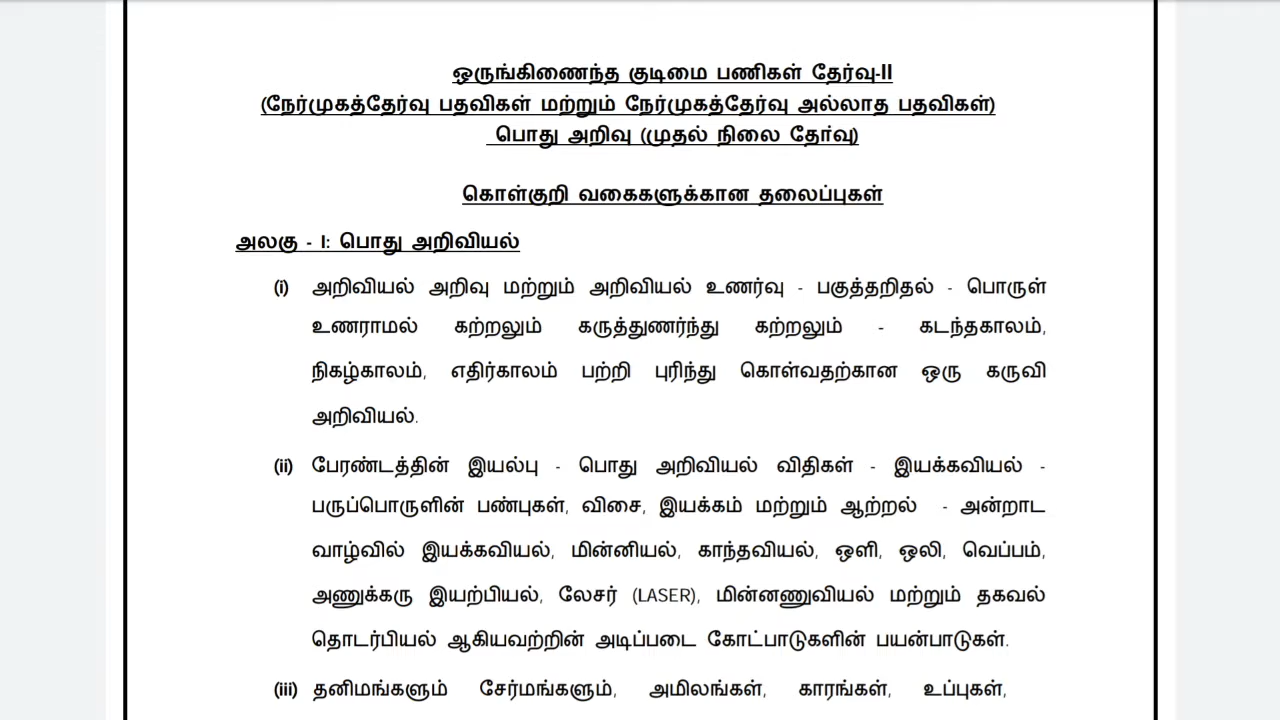 ஒருங்கிணைந்த குடிமை பணிகள் தேர்வு-II
(நேர்முகத்தேர்வு பதவிகள் மற்றும் நேர்முகத்தேர்வு அல்லாத பதவிகள்)
பொது அறிவு (முதல் நிலை தேர்வு)
கொள்குறி வகைகளுக்கான தலைப்புகள்
அலகு - I: பொது அறிவியல்
(i) அறிவியல் அறிவு மற்றும் அறிவியல் உணர்வு - பகுத்தறிதல் - பொருள்
உணராமல் கற்றலும் கருத்துணர்ந்து கற்றலும் - கடந்தகாலம்,
நிகழ்காலம், எதிர்காலம் பற்றி புரிந்து கொள்வதற்கான ஒரு கருவி
அறிவியல்.
(ii) பேரண்டத்தின் இயல்பு - பொது அறிவியல் விதிகள் - இயக்கவியல் -
பருப்பொருளின் பண்புகள், விசை, இயக்கம் மற்றும் ஆற்றல் - அன்றாட
வாழ்வில் இயக்கவியல், மின்னியல், காந்தவியல், ஒளி, ஒலி, வெப்பம்,
அணுக்கரு இயற்பியல், லேசர் (LASER), மின்னணுவியல் மற்றும் தகவல்
தொடர்பியல் ஆகியவற்றின் அடிப்படை கோட்பாடுகளின் பயன்பாடுகள்.
(iii) தனிமங்களும் சேர்மங்களும், அமிலங்கள், காரங்கள், உப்புகள்,